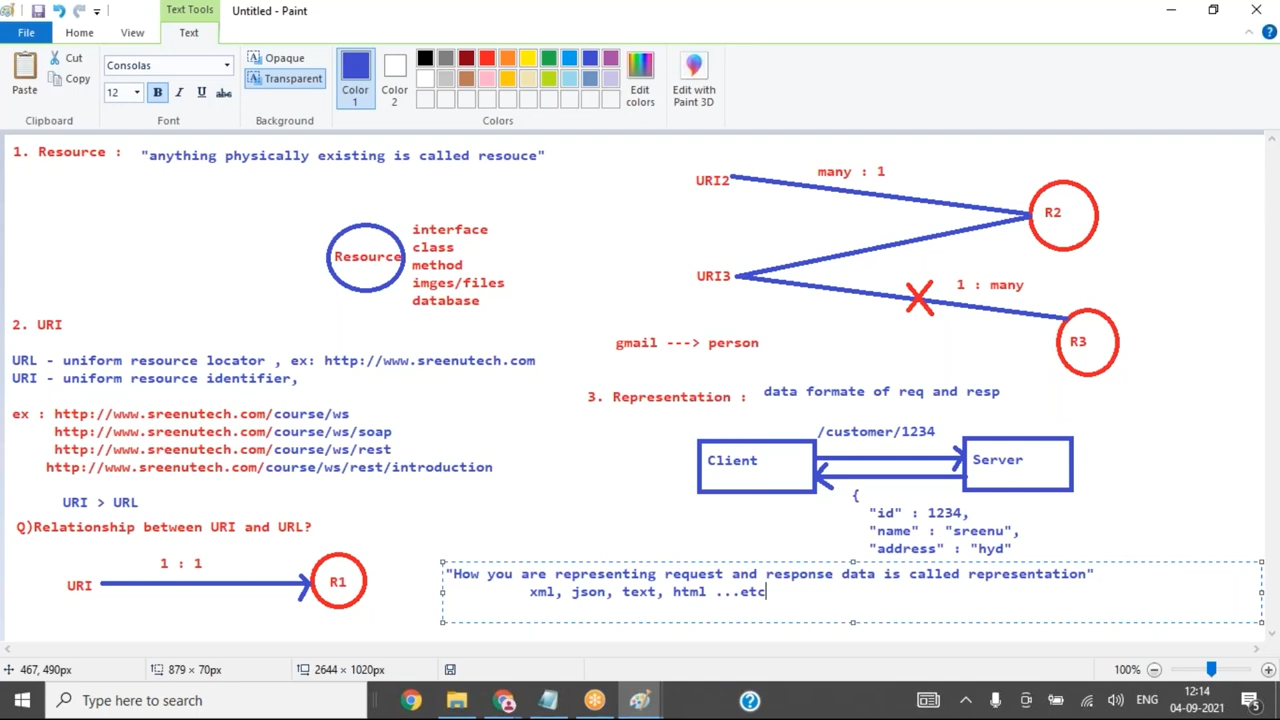 Untitled - Paint
Text Tools
File
Home
View
Text
Paste
Cut
Copy
Clipboard
Consolas
12
B
I
U
abc
Font
Opaque
Transparent
Background
Color
1
Color
2
Edit
colors
Colors
Edit with
Paint 3D
1. Resource : "anything physically existing is called resouce"
Resource
interface
class
method
imges/files
database
2. URI
URL - uniform resource locator , ex: http://www.sreenutech.com
URI - uniform resource identifier,
ex : http://www.sreenutech.com/course/ws
http://www.sreenutech.com/course/ws/soap
http://www.sreenutech.com/course/ws/rest
http://www.sreenutech.com/course/ws/rest/introduction
URI > URL
Q)Relationship between URI and URL?
1 : 1
URI
R1
URI2
many : 1
R2
URI3
1 : many
R3
gmail ---> person
3. Representation : data formate of req and resp
/customer/1234
Client
Server
{
"id" : 1234,
"name" : "sreenu",
"address" : "hyd"
"How you are representing request and response data is called representation"
xml, json, text, html ...etc
467, 490px
879 × 70px
2644 × 1020px
100%
Type here to search
ENG
12:14
04-09-2021
5